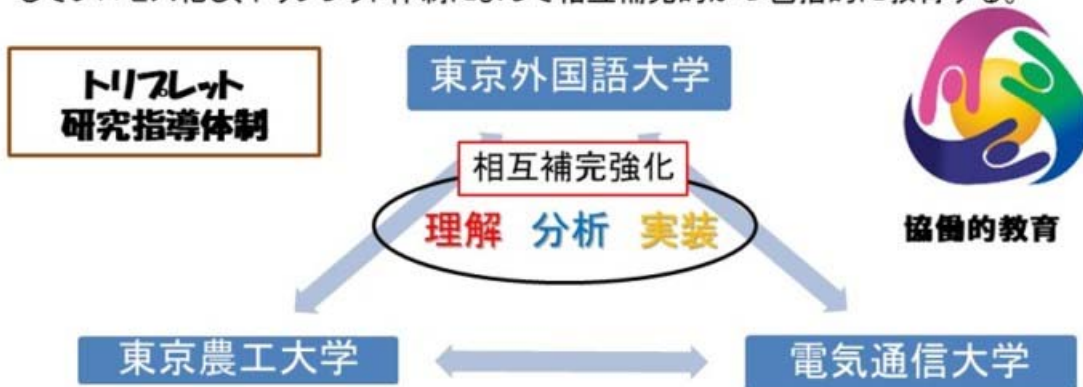 トリプレット
研究指導体制
東京外国語大学
相互補完強化
理解 分析 実装
協働的教育
東京農工大学
電気通信大学